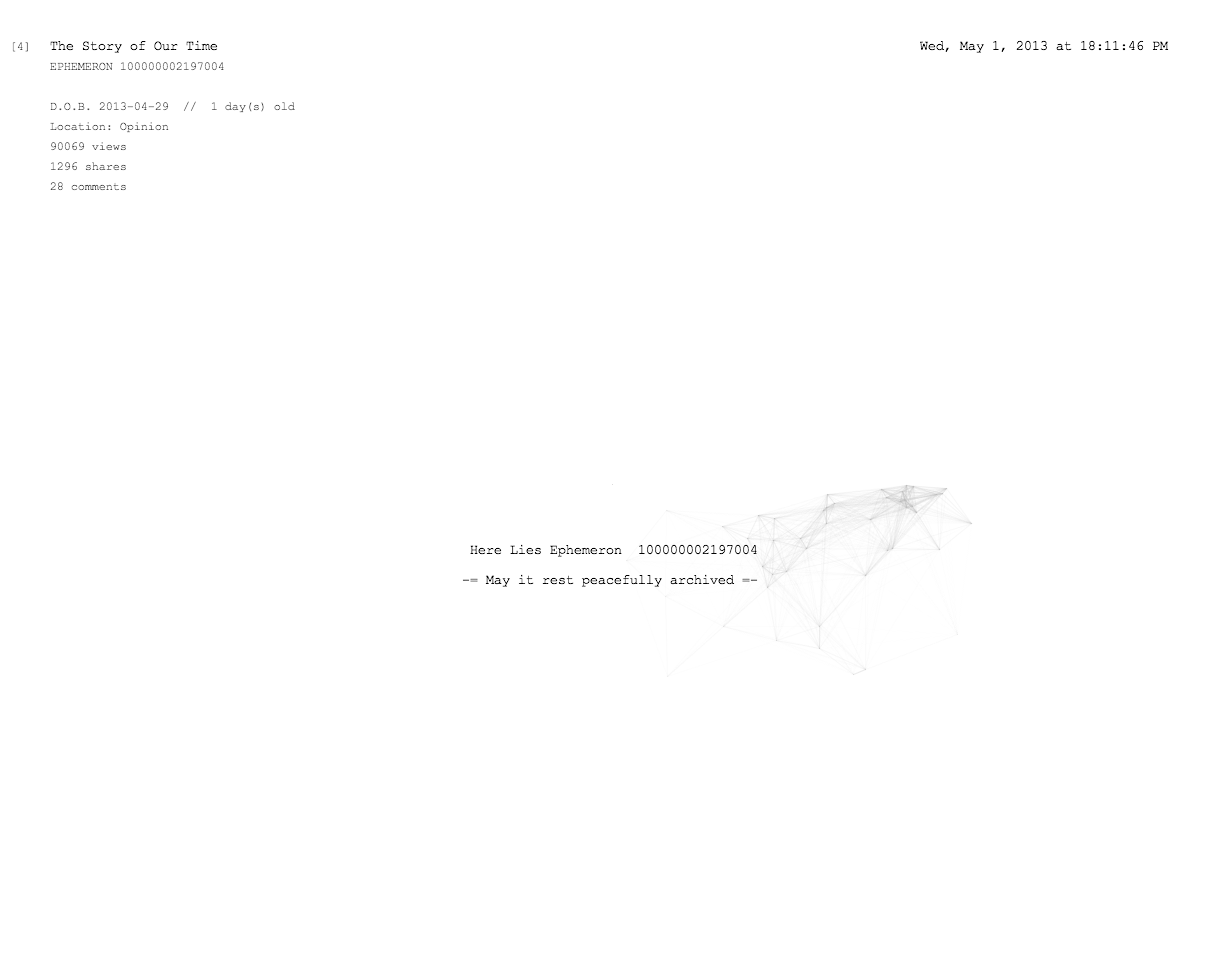 [4] The Story of Our Time
Wed, May 1, 2013 at 18:11:46 PM
EPHEMERON 100000002197004
D.O.B. 2013-04-29 // 1 day(s) old
Location: Opinion
90069 views
1296 shares
28 comments
Here Lies Ephemeron 100000002197004
-= May it rest peacefully archived =-